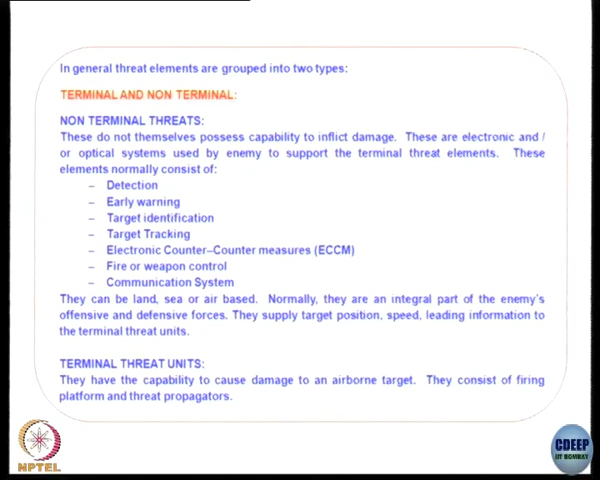 In general threat elements are grouped into two types:
TERMINAL AND NON TERMINAL:
NON TERMINAL THREATS:
These do not themselves possess capability to inflict damage. These are electronic and /
or optical systems used by enemy to support the terminal threat elements. These
elements normally consist of:
– Detection
– Early warning
– Target identification
– Target Tracking
– Electronic Counter–Counter measures (ECCM)
– Fire or weapon control
– Communication System
They can be land, sea or air based. Normally, they are an integral part of the enemy's
offensive and defensive forces. They supply target position, speed, leading information to
the terminal threat units.
TERMINAL THREAT UNITS:
They have the capability to cause damage to an airborne target. They consist of firing
platform and threat propagators.
NPTEL
CDEEP
IIT BOMBAY